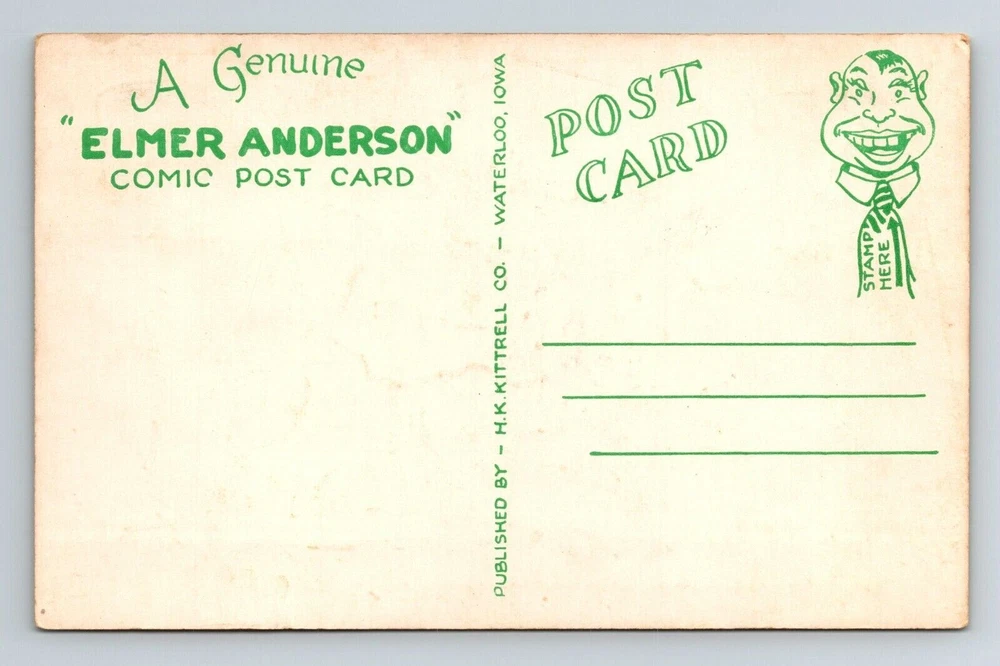 A Genuine
"ELMER ANDERSON"
COMIC POST CARD
PUBLISHED BY - H.K. KITTRELL CO. - WATERLOO, IOWA
POST
CARD
STAMP
HERE